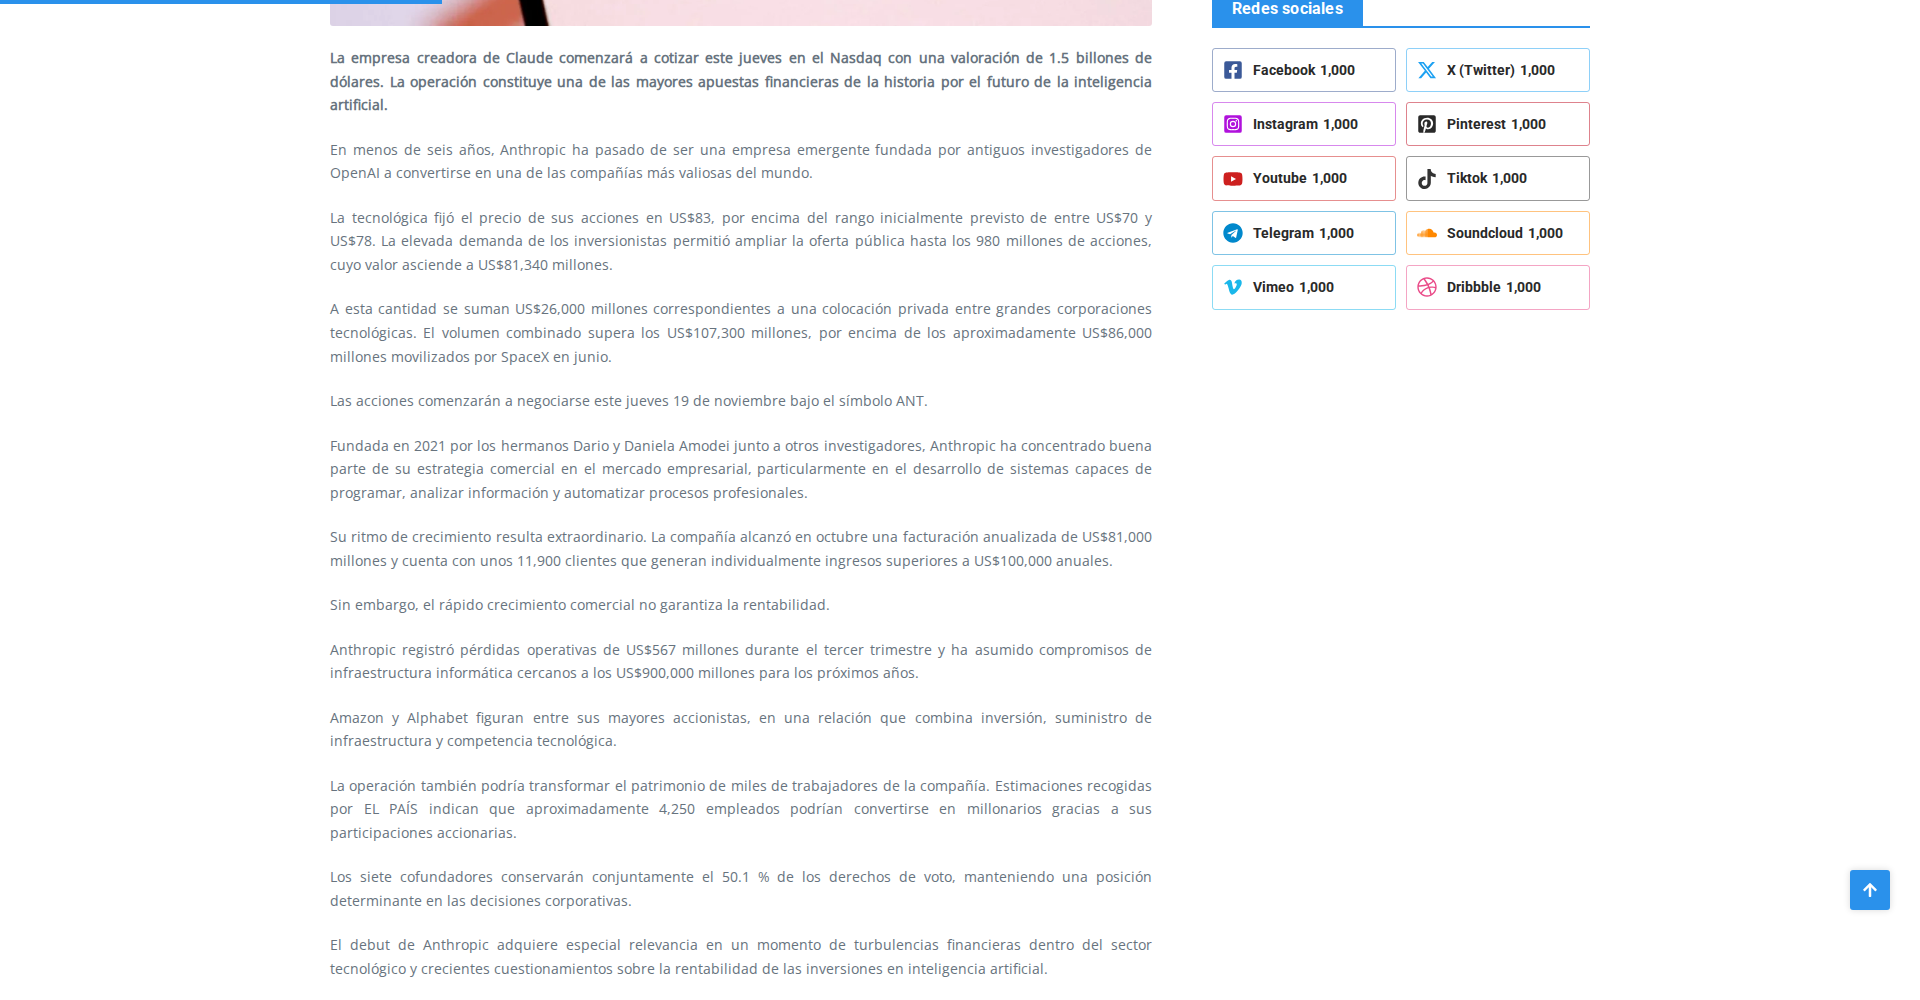 La empresa creadora de Claude comenzará a cotizar este jueves en el Nasdaq con una valoración de 1.5 billones de
dólares. La operación constituye una de las mayores apuestas financieras de la historia por el futuro de la inteligencia
artificial.
En menos de seis años, Anthropic ha pasado de ser una empresa emergente fundada por antiguos investigadores de
OpenAI a convertirse en una de las compañías más valiosas del mundo.
La tecnológica fijó el precio de sus acciones en US$83, por encima del rango inicialmente previsto de entre US$70 y
US$78. La elevada demanda de los inversionistas permitió ampliar la oferta pública hasta los 980 millones de acciones,
cuyo valor asciende a US$81,340 millones.
A esta cantidad se suman US$26,000 millones correspondientes a una colocación privada entre grandes corporaciones
tecnológicas. El volumen combinado supera los US$107,300 millones, por encima de los aproximadamente US$86,000
millones movilizados por SpaceX en junio.
Las acciones comenzarán a negociarse este jueves 19 de noviembre bajo el símbolo ANT.
Fundada en 2021 por los hermanos Dario y Daniela Amodei junto a otros investigadores, Anthropic ha concentrado buena
parte de su estrategia comercial en el mercado empresarial, particularmente en el desarrollo de sistemas capaces de
programar, analizar información y automatizar procesos profesionales.
Su ritmo de crecimiento resulta extraordinario. La compañía alcanzó en octubre una facturación anualizada de US$81,000
millones y cuenta con unos 11,900 clientes que generan individualmente ingresos superiores a US$100,000 anuales.
Sin embargo, el rápido crecimiento comercial no garantiza la rentabilidad.
Anthropic registró pérdidas operativas de US$567 millones durante el tercer trimestre y ha asumido compromisos de
infraestructura informática cercanos a los US$900,000 millones para los próximos años.
Amazon y Alphabet figuran entre sus mayores accionistas, en una relación que combina inversión, suministro de
infraestructura y competencia tecnológica.
La operación también podría transformar el patrimonio de miles de trabajadores de la compañía. Estimaciones recogidas
por EL PAÍS indican que aproximadamente 4,250 empleados podrían convertirse en millonarios gracias a sus
participaciones accionarias.
Los siete cofundadores conservarán conjuntamente el 50.1 % de los derechos de voto, manteniendo una posición
determinante en las decisiones corporativas.
El debut de Anthropic adquiere especial relevancia en un momento de turbulencias financieras dentro del sector
tecnológico y crecientes cuestionamientos sobre la rentabilidad de las inversiones en inteligencia artificial.
Redes sociales
Facebook 1,000
X (Twitter) 1,000
Instagram 1,000
Pinterest 1,000
Youtube 1,000
Tiktok 1,000
Telegram 1,000
Soundcloud 1,000
Vimeo 1,000
Dribbble 1,000